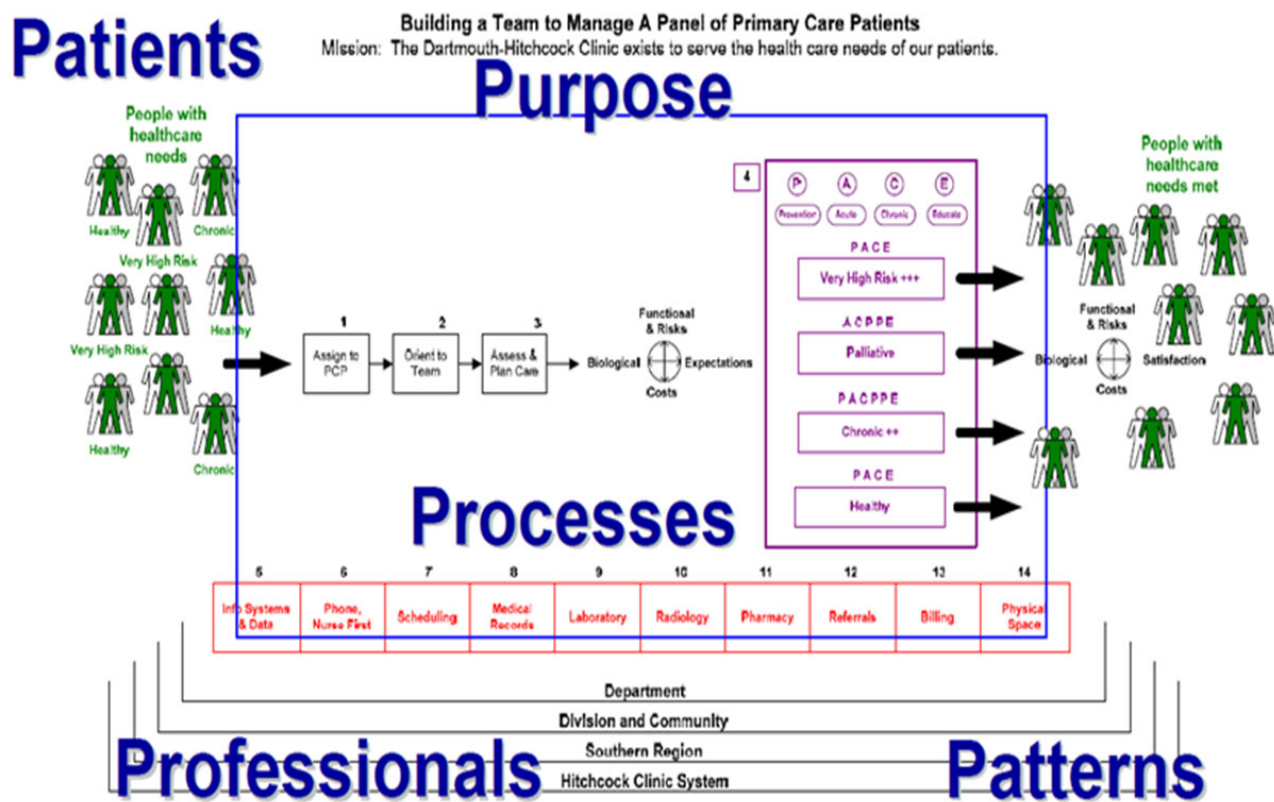 Building a Team to Manage A Panel of Primary Care Patients
Mission: The Dartmouth-Hitchcock Clinic exists to serve the health care needs of our patients.
Patients
Purpose
People with
healthcare
needs
Healthy
Chronic
Very High Risk
Healthy
Very High Risk
Healthy
Chronic
1
Assign to
PCP
2
Orient to
Team
3
Assess &
Plan Care
Functional
& Risks
Biological
Expectations
Costs
4
P
A
C
E
Prevention
Acute
Chronic
Educate
PACE
Very High Risk +++
ACPPE
Palliative
PACPPE
Chronic ++
PACE
Healthy
People with
healthcare
needs met
Functional
& Risks
Biological
Satisfaction
Costs
Processes
5
Info Systems
& Data
6
Phone,
Nurse First
7
Scheduling
8
Medical
Records
9
Laboratory
10
Radiology
11
Pharmacy
12
Referrals
13
Billing
14
Physical
Space
Department
Division and Community
Southern Region
Hitchcock Clinic System
Professionals
Patterns